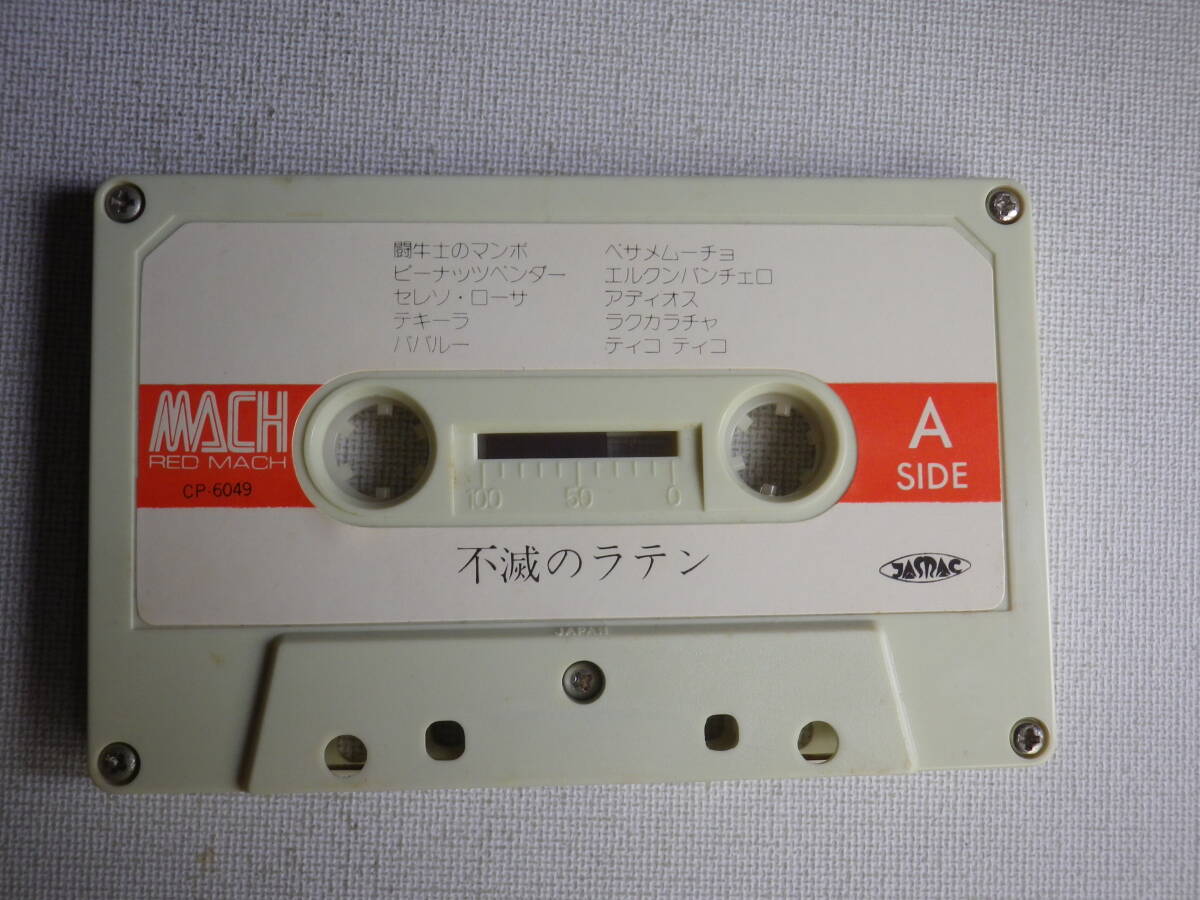 闘牛士のマンボ
ピーナッツベンダー
セレソ・ローサ
テキーラ
ババルー
ベサメムーチョ
エルクンバンチェロ
アディオス
ラクカラチャ
ティコ ティコ
MACH
RED MACH
CP-6049
A
SIDE
100 50 0
不滅のラテン
JASRAC
JAPAN